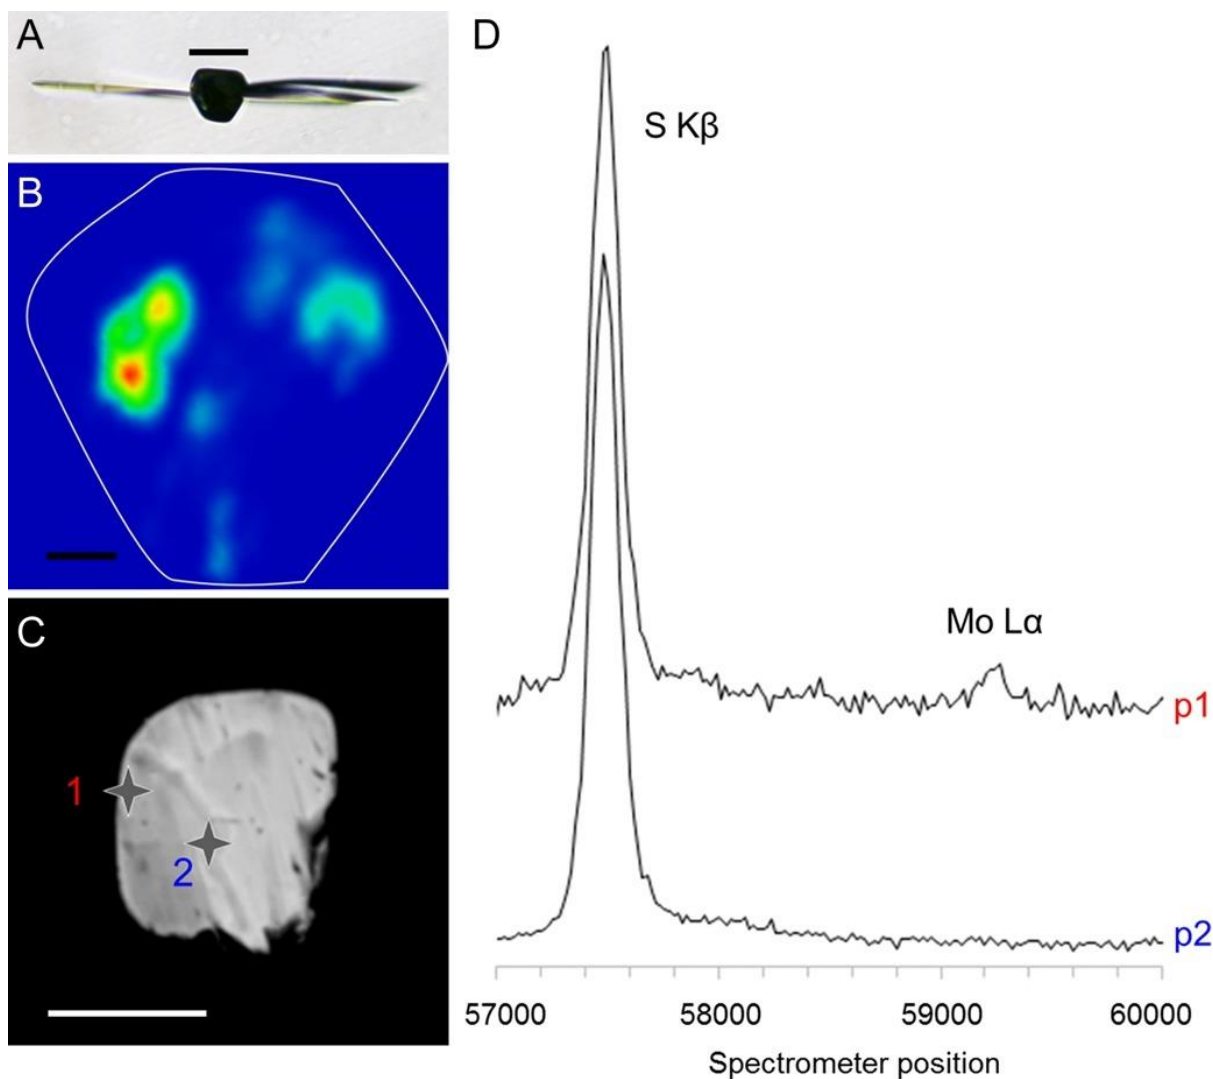 A
B
C
1
2
D
S Kβ
Mo Lα
p1
p2
57000 58000 59000 60000
Spectrometer position